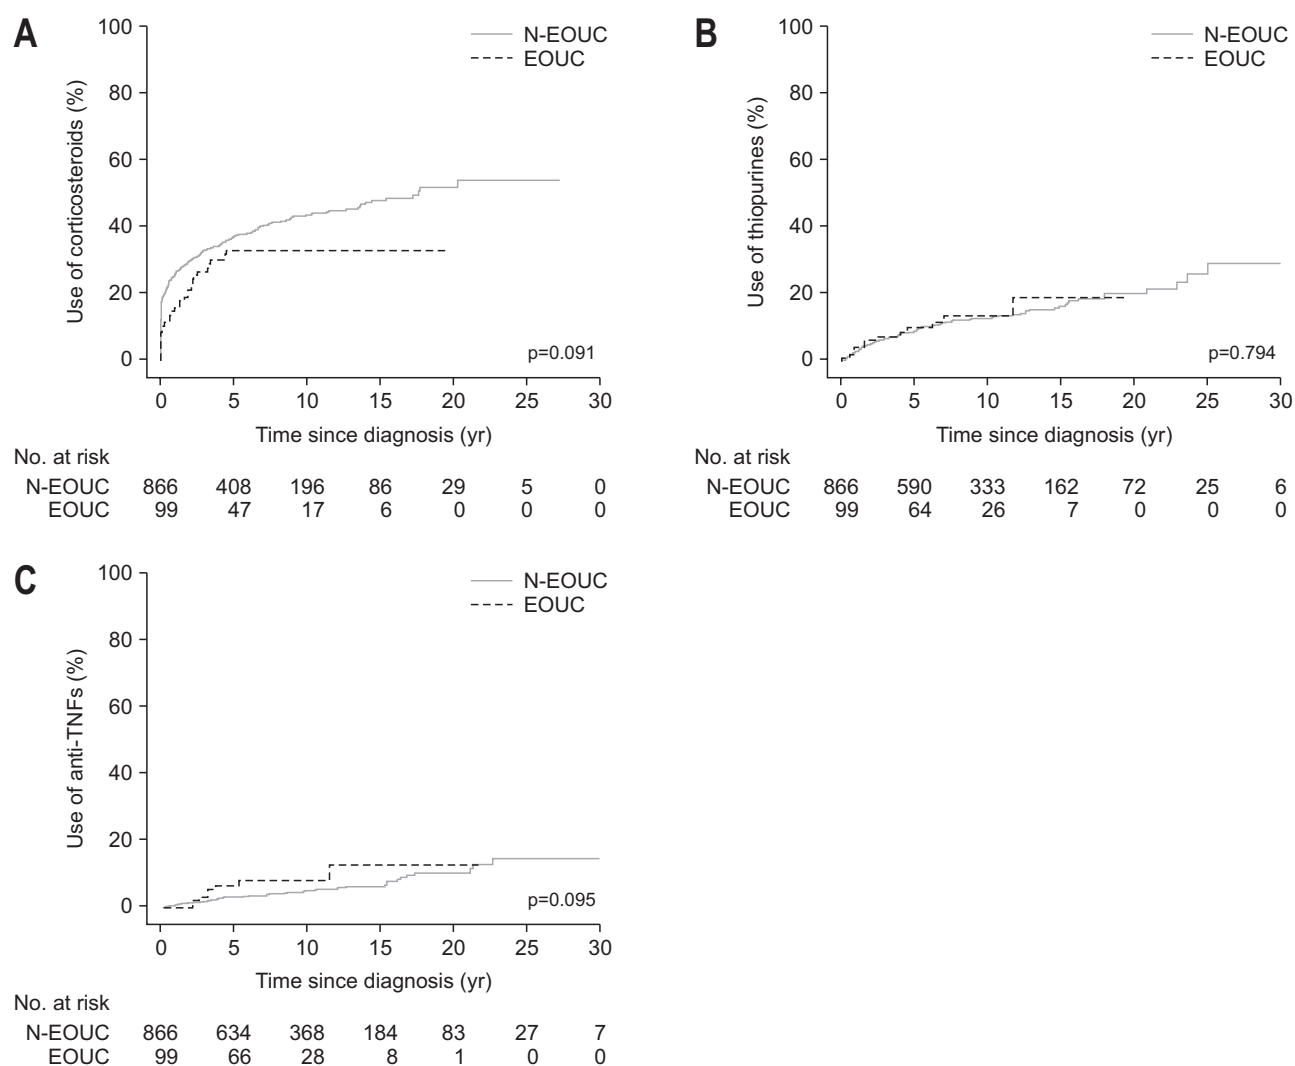 A
N-EOUC
EOUC
Use of corticosteroids (%)
100
80
60
40
20
0
p=0.091
0 5 10 15 20 25 30
Time since diagnosis (yr)
No. at risk
N-EOUC 866 408 196 86 29 5 0
EOUC 99 47 17 6 0 0 0
B
N-EOUC
EOUC
Use of thiopurines (%)
100
80
60
40
20
0
p=0.794
0 5 10 15 20 25 30
Time since diagnosis (yr)
No. at risk
N-EOUC 866 590 333 162 72 25 6
EOUC 99 64 26 7 0 0 0
C
N-EOUC
EOUC
Use of anti-TNFs (%)
100
80
60
40
20
0
p=0.095
0 5 10 15 20 25 30
Time since diagnosis (yr)
No. at risk
N-EOUC 866 634 368 184 83 27 7
EOUC 99 66 28 8 1 0 0